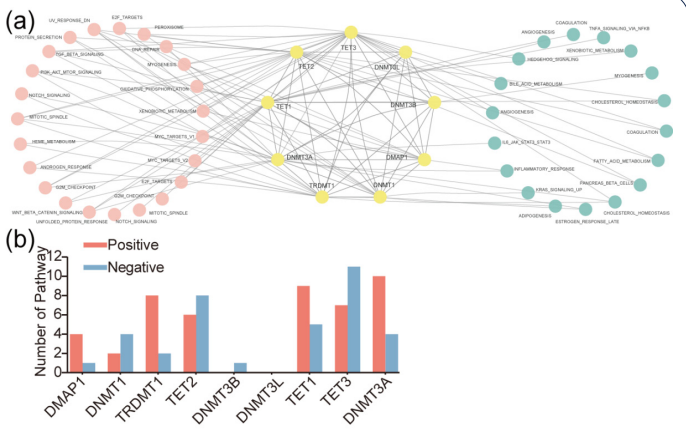 (a)
UV_RESPONSE_DN
E2F_TARGETS
PEROXISOME
PROTEIN_SECRETION
DNA_REPAIR
TGF_BETA_SIGNALING
MYOGENESIS
PI3K_AKT_MTOR_SIGNALING
OXIDATIVE_PHOSPHORYLATION
NOTCH_SIGNALING
XENOBIOTIC_METABOLISM
MITOTIC_SPINDLE
MYC_TARGETS_V1
HEME_METABOLISM
MYC_TARGETS_V2
ANDROGEN_RESPONSE
E2F_TARGETS
G2M_CHECKPOINT
G2M_CHECKPOINT
WNT_BETA_CATENIN_SIGNALING
MITOTIC_SPINDLE
UNFOLDED_PROTEIN_RESPONSE
NOTCH_SIGNALING
TET3
TET2
DNMT3L
TET1
DNMT3B
DNMT3A
DMAP1
TRDMT1
DNMT1
COAGULATION
TNFA_SIGNALING_VIA_NFKB
ANGIOGENESIS
XENOBIOTIC_METABOLISM
HEDGEHOG_SIGNALING
MYOGENESIS
BILE_ACID_METABOLISM
CHOLESTEROL_HOMEOSTASIS
ANGIOGENESIS
COAGULATION
IL6_JAK_STAT3_STAT3
FATTY_ACID_METABOLISM
INFLAMMATORY_RESPONSE
PANCREAS_BETA_CELLS
KRAS_SIGNALING_UP
CHOLESTEROL_HOMEOSTASIS
ADIPOGENESIS
ESTROGEN_RESPONSE_LATE
(b)
Positive
Negative
Number of Pathway
12
10
8
6
4
2
0
DMAP1
DNMT1
TRDMT1
TET2
DNMT3B
DNMT3L
TET1
TET3
DNMT3A